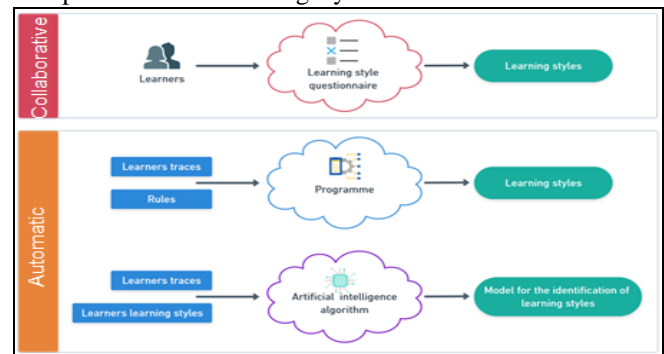 Collaborative
Learners
Learning style
questionnaire
Learning styles
Automatic
Learners traces
Rules
Programme
Learning styles
Learners traces
Learners learning styles
Artificial intelligence
algorithm
Model for the identification of
learning styles